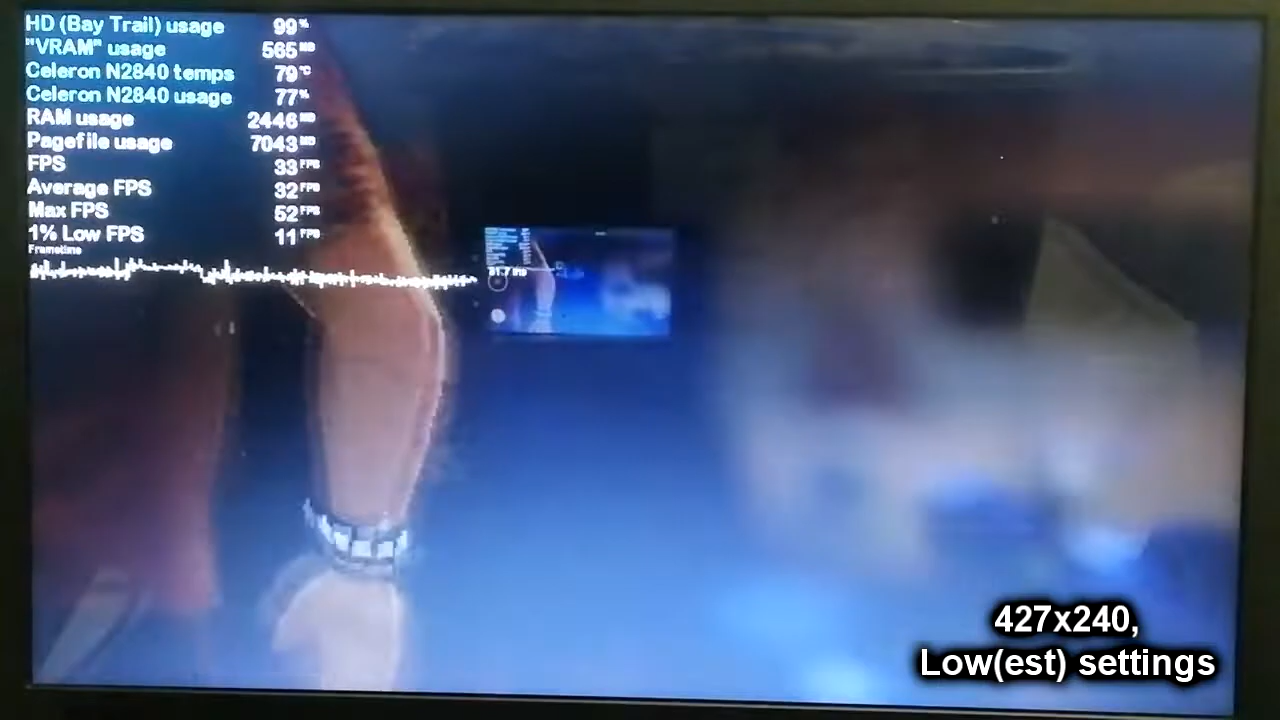 HD (Bay Trail) usage 99%
"VRAM" usage 565MB
Celeron N2840 temps 79°C
Celeron N2840 usage 77%
RAM usage 2446MB
Pagefile usage 7043MB
FPS 33FPS
Average FPS 32FPS
Max FPS 52FPS
1% Low FPS 11FPS
Frametime
427x240,
Low(est) settings